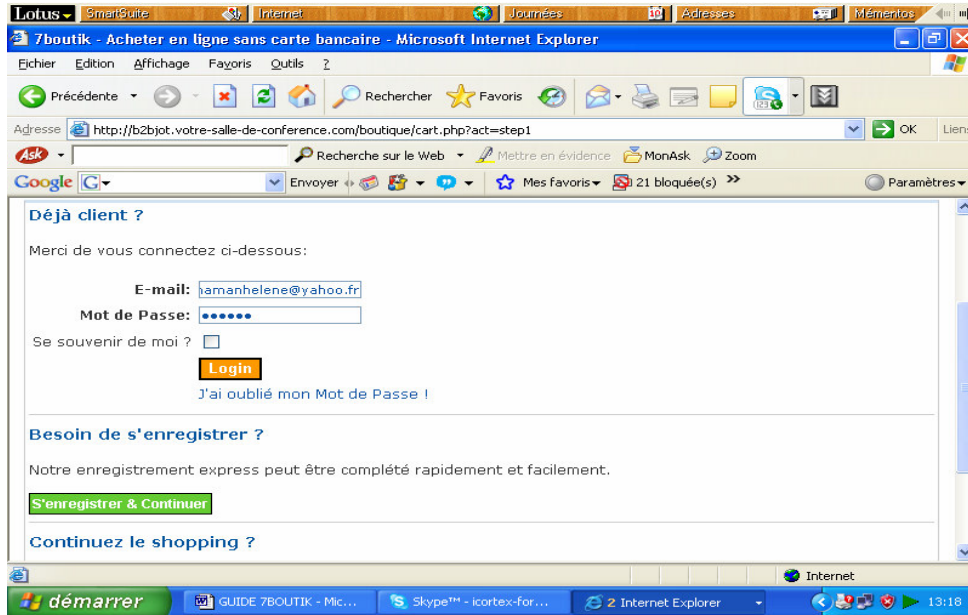 Lotus SmartSuite Internet Journées 10 Adresses Mémentos
7boutik - Acheter en ligne sans carte bancaire - Microsoft Internet Explorer
Fichier Edition Affichage Favoris Outils ?
Précédente Rechercher Favoris
Adresse http://b2bjot.votre-salle-de-conference.com/boutique/cart.php?act=step1 OK Liens
Ask Recherche sur le Web Mettre en évidence MonAsk Zoom
Google G Envoyer Mes favoris 21 bloquée(s) >> Paramètres
Déjà client ?
Merci de vous connectez ci-dessous:
E-mail: amanhelene@yahoo.fr
Mot de Passe: ••••••
Se souvenir de moi ?
Login
J'ai oublié mon Mot de Passe !
Besoin de s'enregistrer ?
Notre enregistrement express peut être complété rapidement et facilement.
S'enregistrer & Continuer
Continuez le shopping ?
Internet
démarrer GUIDE 7BOUTIK - Mic... Skype™ - icortex-for... 2 Internet Explorer 13:18